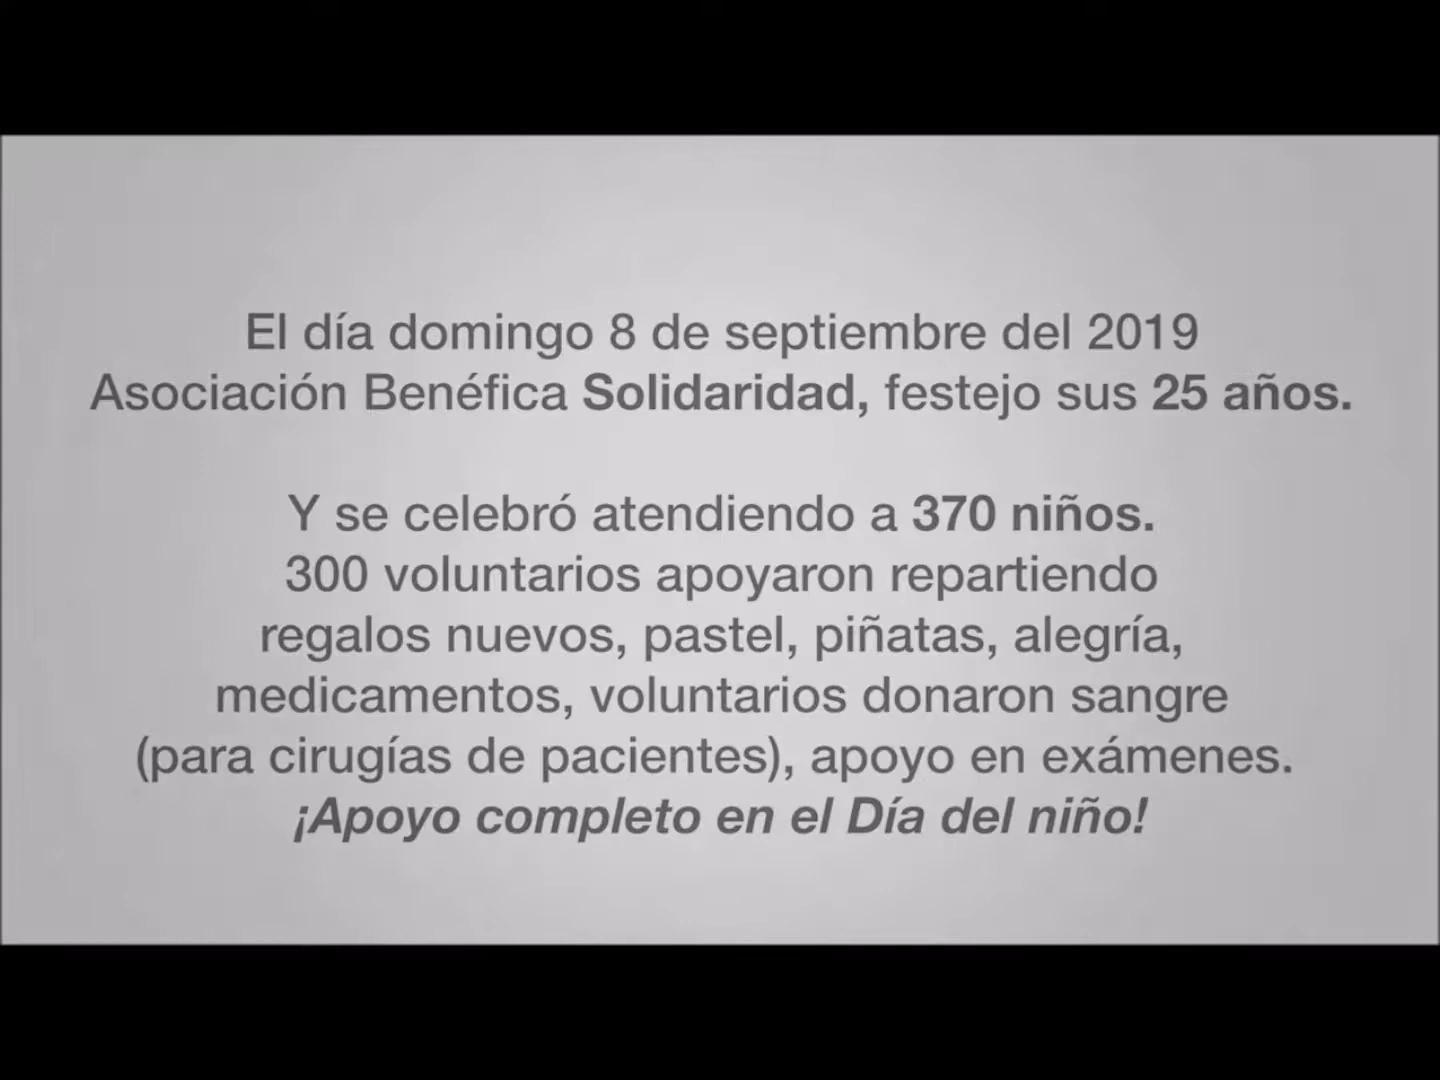 El día domingo 8 de septiembre del 2019
Asociación Benéfica Solidaridad, festejo sus 25 años.
Y se celebró atendiendo a 370 niños.
300 voluntarios apoyaron repartiendo
regalos nuevos, pastel, piñatas, alegría,
medicamentos, voluntarios donaron sangre
(para cirugías de pacientes), apoyo en exámenes.
¡Apoyo completo en el Día del niño!